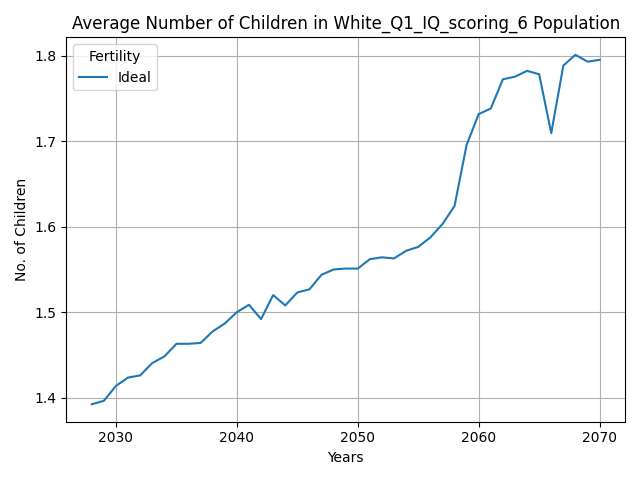 Average Number of Children in White_Q1_IQ_scoring_6 Population
Fertility
Ideal
No. of Children
1.8
1.7
1.6
1.5
1.4
2030 2040 2050 2060 2070
Years